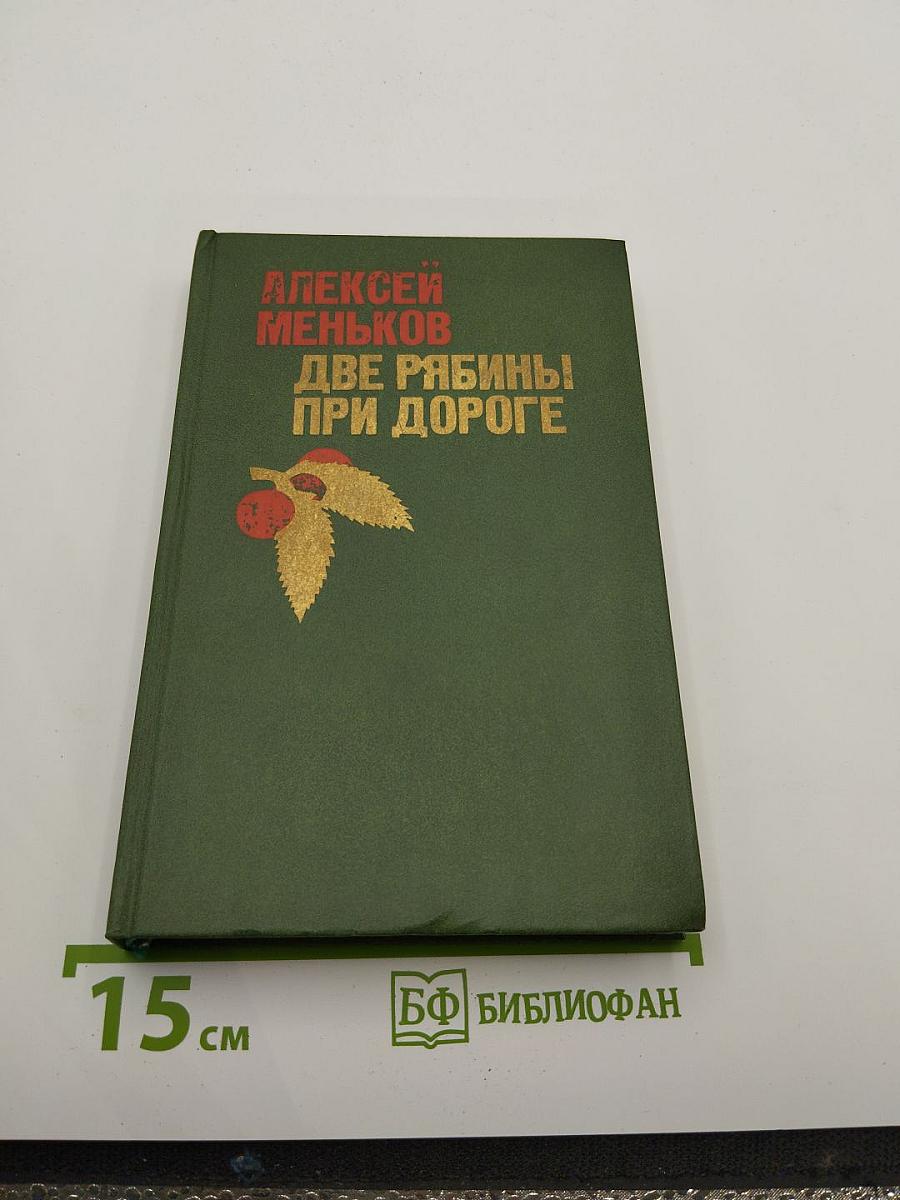 АЛЕКСЕЙ
МЕНЬКОВ
ДВЕ РЯБИНЫ
ПРИ ДОРОГЕ
15 см
БФ БИБЛИОФАН